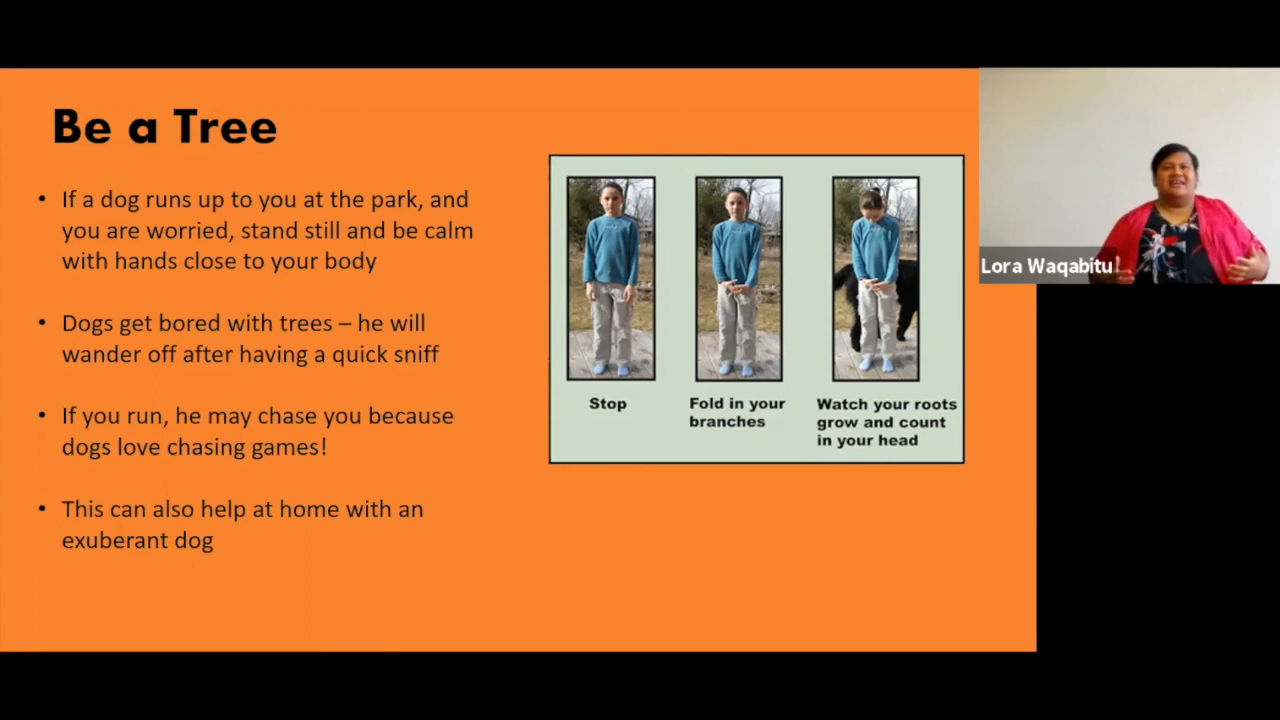 Be a Tree
• If a dog runs up to you at the park, and
you are worried, stand still and be calm
with hands close to your body
• Dogs get bored with trees – he will
wander off after having a quick sniff
• If you run, he may chase you because
dogs love chasing games!
• This can also help at home with an
exuberant dog
Stop
Fold in your
branches
Watch your roots
grow and count
in your head
Lora Waqabitu